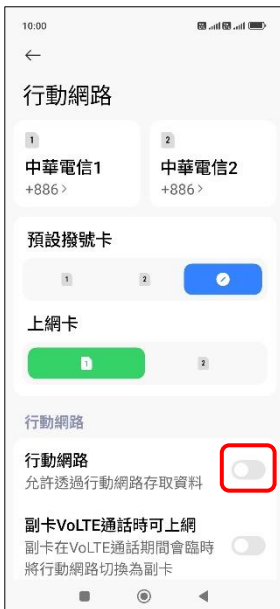 10:00
←
行動網路
1
2
中華電信1
中華電信2
+886 >
+886 >
預設撥號卡
1
2
上網卡
1
2
行動網路
行動網路
允許透過行動網路存取資料
副卡VoLTE通話時可上網
副卡在VoLTE通話期間會臨時
將行動網路切換為副卡